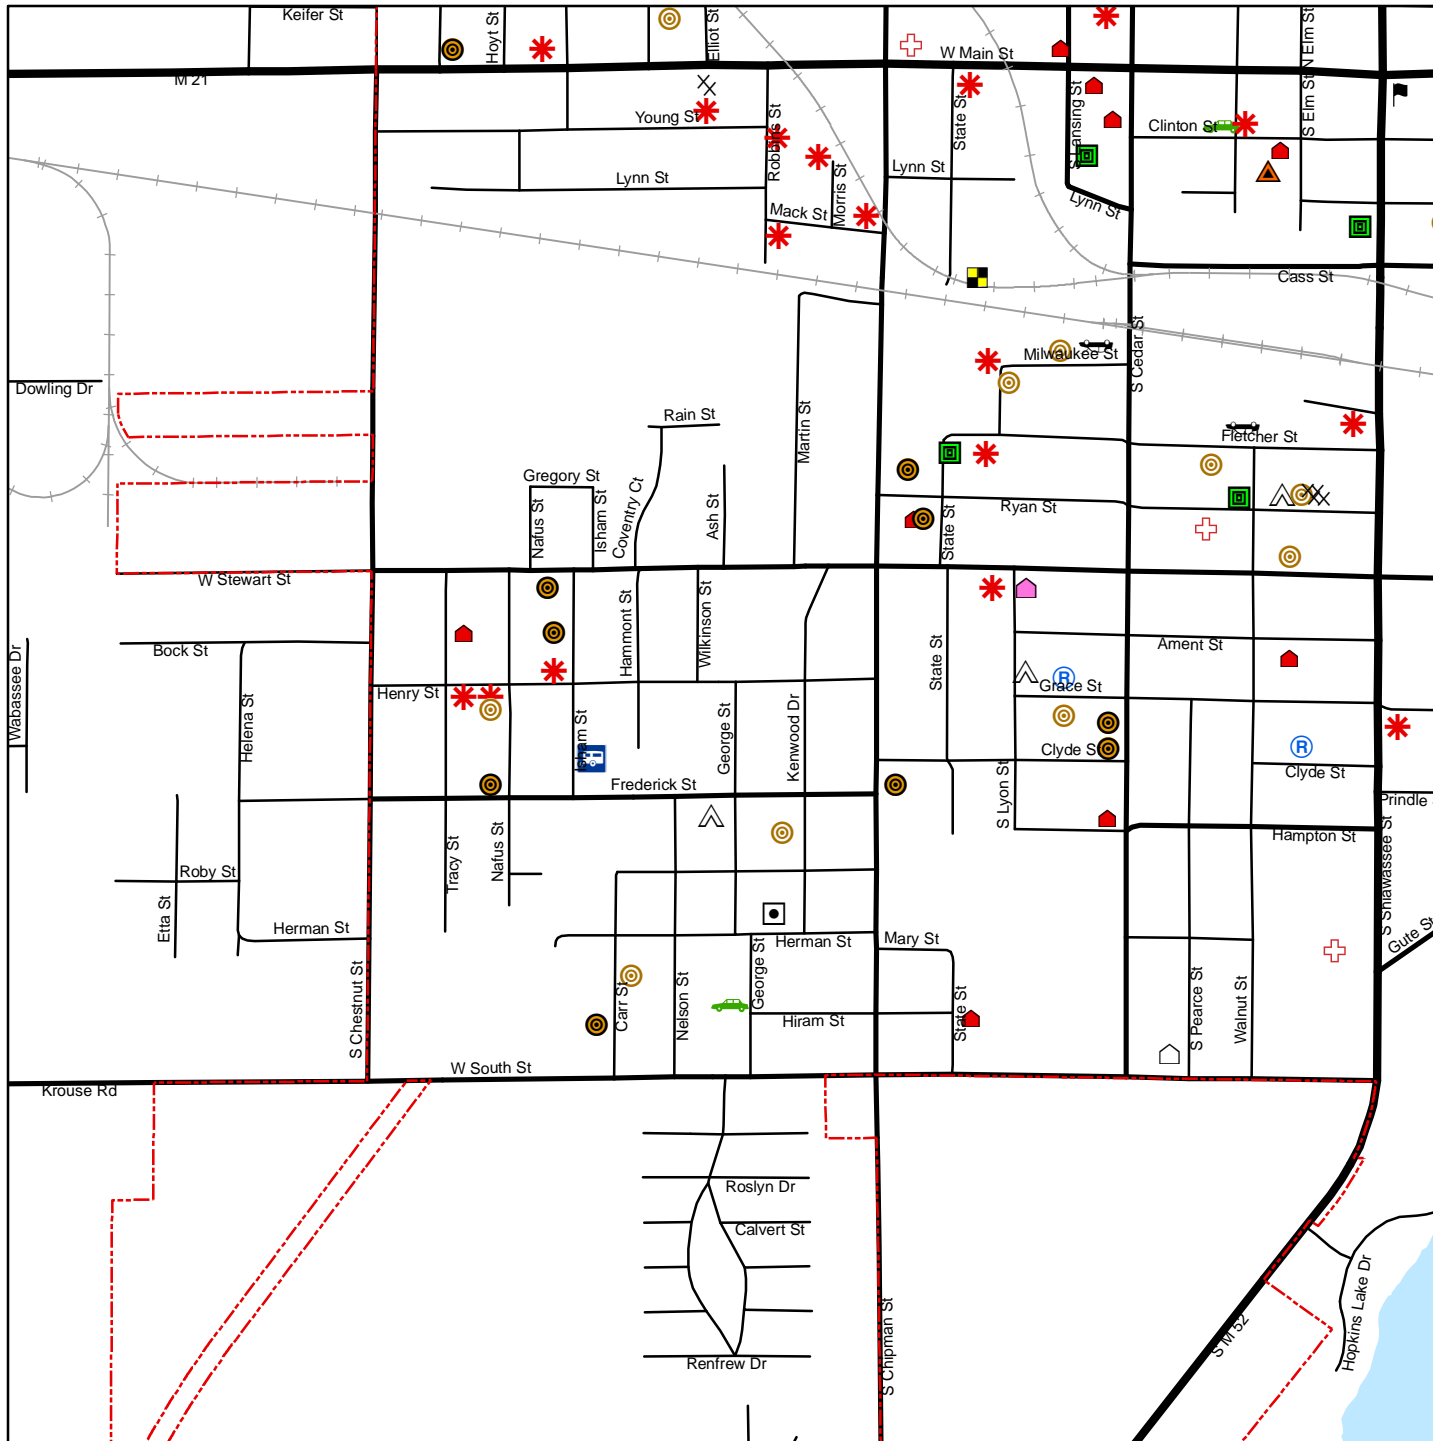 Keifer St
Hoyt St
Elliot St
W Main St
N Elm St
M 21
Young St
Robbins St
State St
S Lansing St
Clinton St
S Elm St
Lynn St
Morris St
Lynn St
Mack St
Lynn St
Cass St
S Cedar St
Milwaukee St
Dowling Dr
Rain St
Martin St
Fletcher St
Gregory St
Nafus St
Isham St
Coventry Ct
Ash St
State St
Ryan St
W Stewart St
Hammont St
Wilkinson St
Bock St
Wabassee Dr
State St
Ament St
Henry St
Helena St
Isham St
George St
Kenwood Dr
Grace St
Clyde S
Clyde St
Frederick St
S Lyon St
Prindle
Hampton St
Tracy St
Nafus St
Roby St
S Shiawassee St
Etta St
Herman St
Herman St
Mary St
Gute St
S Chestnut St
Carr St
Nelson St
George St
Hiram St
State St
S Pearce St
Walnut St
W South St
Krouse Rd
Roslyn Dr
Calvert St
S Chipman St
S M 52
Hopkins Lake Dr
Renfrew Dr
R
R